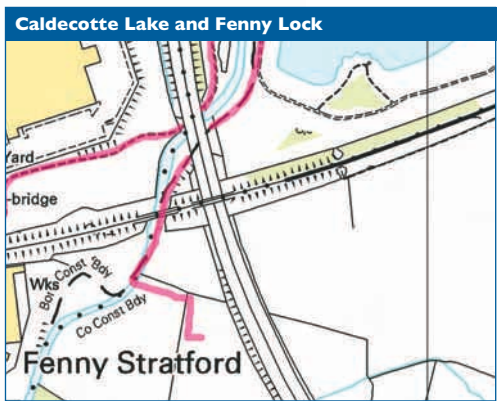 Caldecotte Lake and Fenny Lock
Yard
-bridge
Wks
Bor Const Bdy
Co Const Bdy
Fenny Stratford